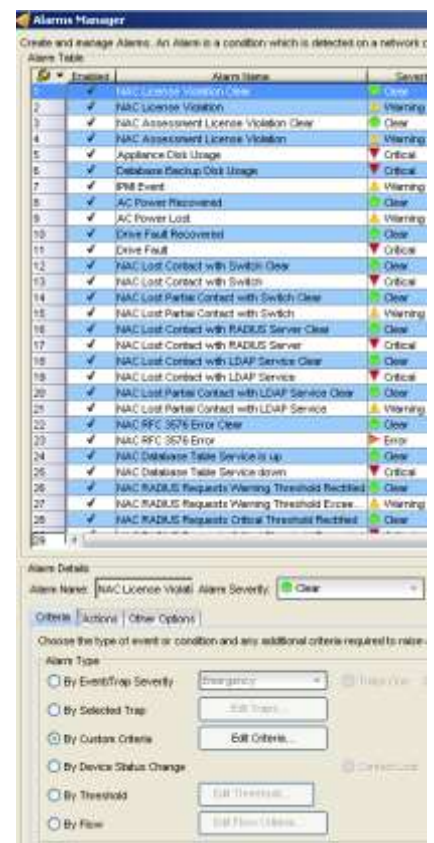 Alarms Manager
Create and manage Alarms. An Alarm is a condition which is detected on a network
Alarm Table
Enabled Alarm Name Severi
1 NAC License Violation Clear Clear
2 NAC License Violation Warning
3 NAC Assessment License Violation Clear Clear
4 NAC Assessment License Violation Warning
5 Appliance Disk Usage Critical
6 Database Backup Disk Usage Critical
7 IPMI Event Warning
8 AC Power Recovered Clear
9 AC Power Lost Warning
10 Drive Fault Recovered Clear
11 Drive Fault Critical
12 NAC Lost Contact with Switch Clear Clear
13 NAC Lost Contact with Switch Critical
14 NAC Lost Partial Contact with Switch Clear Clear
15 NAC Lost Partial Contact with Switch Warning
16 NAC Lost Contact with RADIUS Server Clear Clear
17 NAC Lost Contact with RADIUS Server Critical
18 NAC Lost Contact with LDAP Service Clear Clear
19 NAC Lost Contact with LDAP Service Critical
20 NAC Lost Partial Contact with LDAP Service Clear Clear
21 NAC Lost Partial Contact with LDAP Service Warning
22 NAC RFC 3576 Error Clear Clear
23 NAC RFC 3576 Error Error
24 NAC Database Table Service is up Clear
25 NAC Database Table Service down Critical
26 NAC RADIUS Requests Warning Threshold Rectified Clear
27 NAC RADIUS Requests Warning Threshold Excee... Warning
28 NAC RADIUS Requests Critical Threshold Rectified Clear
29
Alarm Details
Alarm Name: NAC License Violati Alarm Severity: Clear
Criteria Actions Other Options
Choose the type of event or condition and any additional criteria required to raise
Alarm Type
By Event/Trap Severity Emergency
By Selected Trap Edit Traps...
By Custom Criteria Edit Criteria...
By Device Status Change Contact Lost
By Threshold Edit Threshold...
By Flow Edit Flow Criteria...